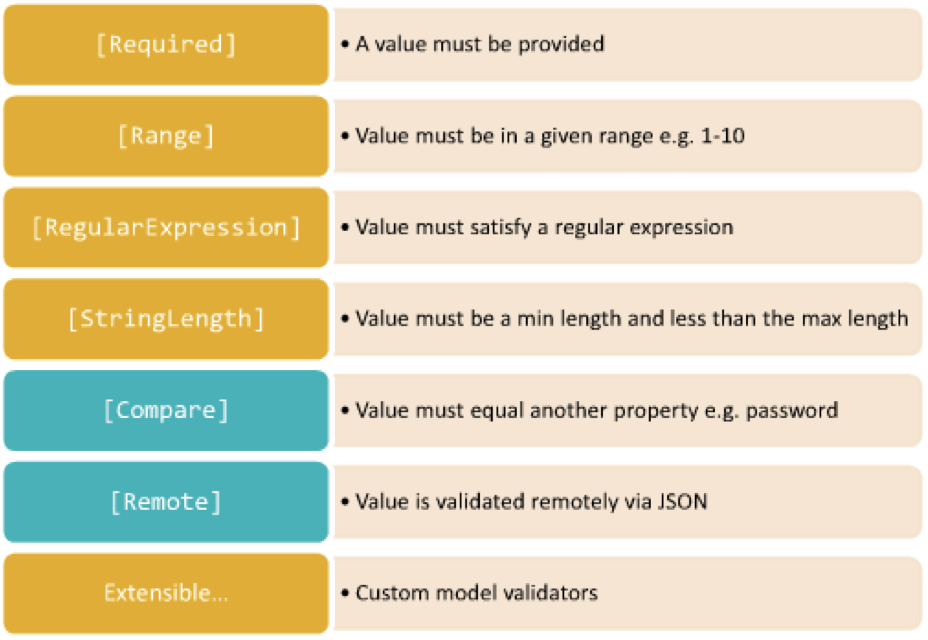 [Required]
• A value must be provided
[Range]
• Value must be in a given range e.g. 1-10
[RegularExpression]
• Value must satisfy a regular expression
[StringLength]
• Value must be a min length and less than the max length
[Compare]
• Value must equal another property e.g. password
[Remote]
• Value is validated remotely via JSON
Extensible...
• Custom model validators